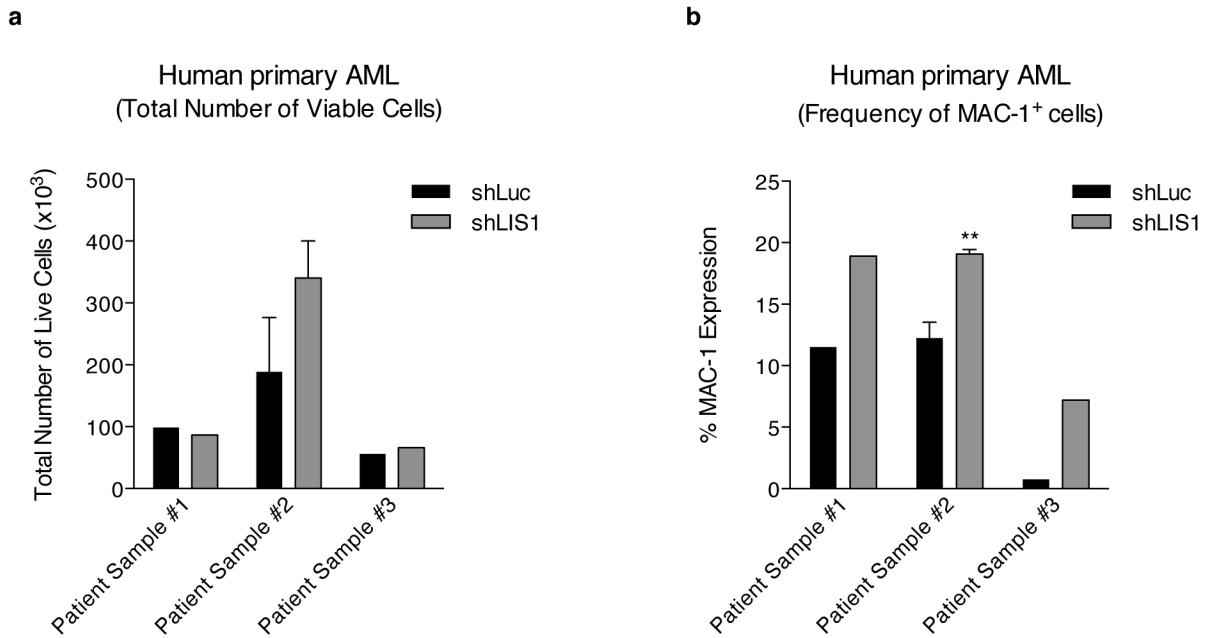 a
Human primary AML
(Total Number of Viable Cells)
Total Number of Live Cells (x10³)
500
400
300
200
100
0
shLuc
shLIS1
Patient Sample #1
Patient Sample #2
Patient Sample #3
b
Human primary AML
(Frequency of MAC-1⁺ cells)
% MAC-1 Expression
25
20
15
10
5
0
**
shLuc
shLIS1
Patient Sample #1
Patient Sample #2
Patient Sample #3